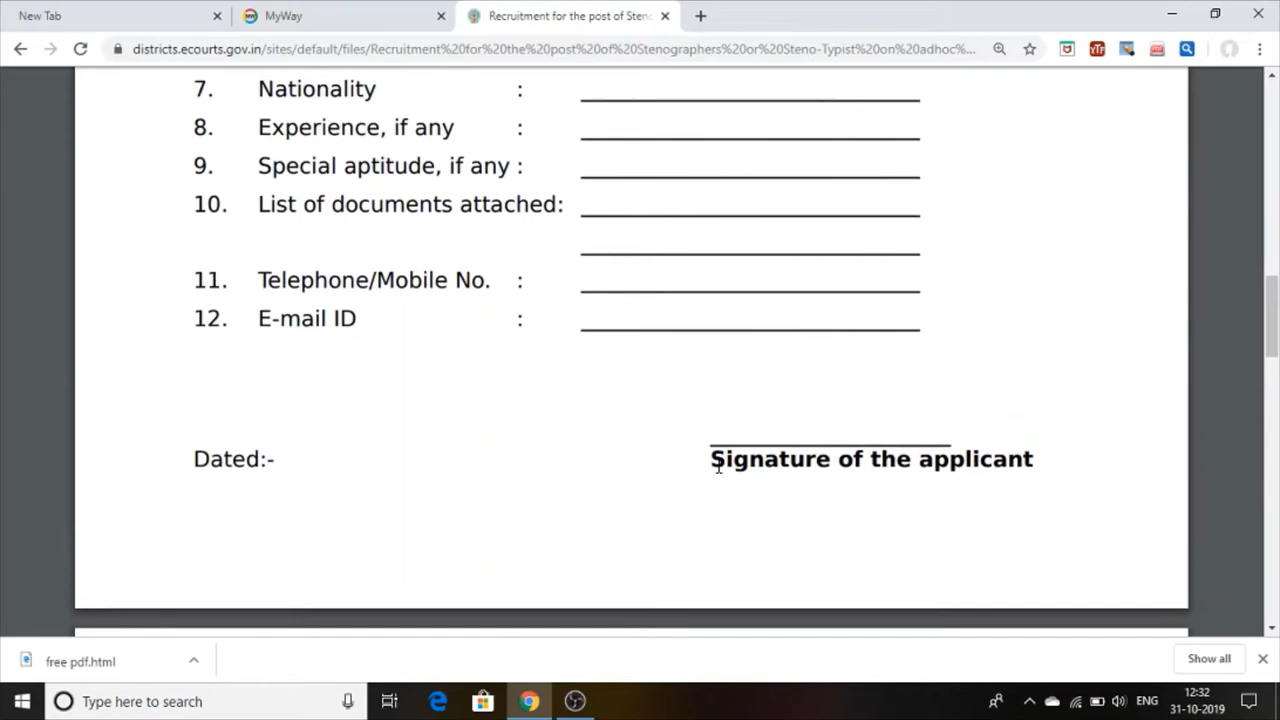 New Tab
MyWay
Recruitment for the post of Steno
districts.ecourts.gov.in/sites/default/files/Recruitment%20for%20the%20post%20of%20Stenographers%20or%20Steno-Typist%20on%20adhoc%...
7. Nationality :
8. Experience, if any :
9. Special aptitude, if any :
10. List of documents attached:
11. Telephone/Mobile No. :
12. E-mail ID :
Dated:-
Signature of the applicant
free pdf.html
Show all
Type here to search
ENG
12:32
31-10-2019